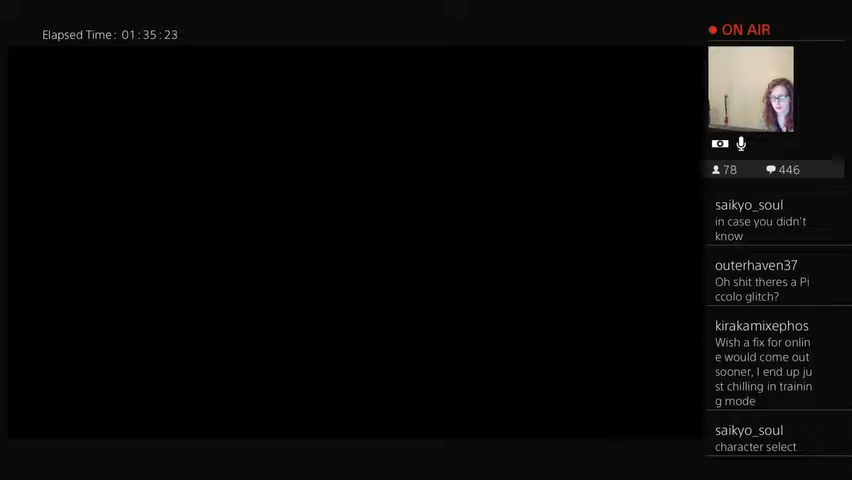 Elapsed Time: 01:35:23
ON AIR
78 446
saikyo_soul
in case you didn't
know
outerhaven37
Oh shit theres a Pi
ccolo glitch?
kirakamixephos
Wish a fix for onlin
e would come out
sooner, I end up ju
st chilling in trainin
g mode
saikyo_soul
character select